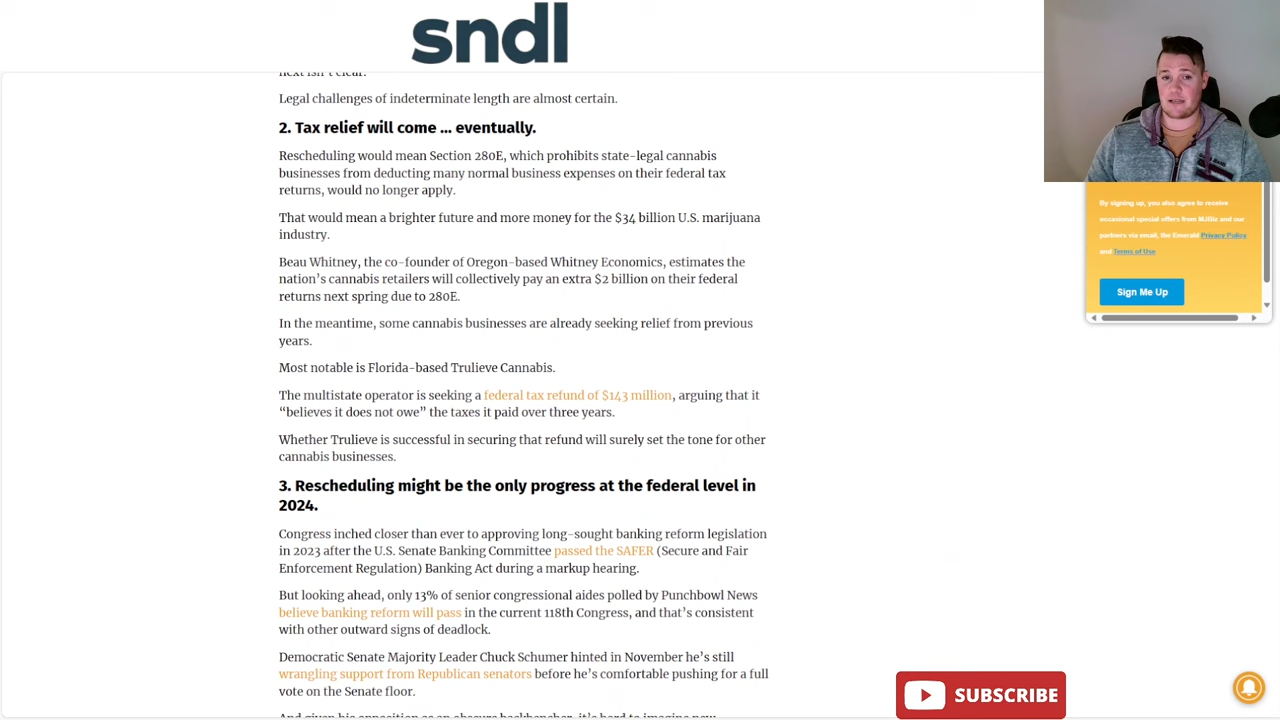 sndl
next isn't clear.
Legal challenges of indeterminate length are almost certain.
2. Tax relief will come … eventually.
Rescheduling would mean Section 280E, which prohibits state-legal cannabis
businesses from deducting many normal business expenses on their federal tax
returns, would no longer apply.
That would mean a brighter future and more money for the $34 billion U.S. marijuana
industry.
Beau Whitney, the co-founder of Oregon-based Whitney Economics, estimates the
nation's cannabis retailers will collectively pay an extra $2 billion on their federal
returns next spring due to 280E.
In the meantime, some cannabis businesses are already seeking relief from previous
years.
Most notable is Florida-based Trulieve Cannabis.
The multistate operator is seeking a federal tax refund of $143 million, arguing that it
“believes it does not owe” the taxes it paid over three years.
Whether Trulieve is successful in securing that refund will surely set the tone for other
cannabis businesses.
3. Rescheduling might be the only progress at the federal level in
2024.
Congress inched closer than ever to approving long-sought banking reform legislation
in 2023 after the U.S. Senate Banking Committee passed the SAFER (Secure and Fair
Enforcement Regulation) Banking Act during a markup hearing.
But looking ahead, only 13% of senior congressional aides polled by Punchbowl News
believe banking reform will pass in the current 118th Congress, and that's consistent
with other outward signs of deadlock.
Democratic Senate Majority Leader Chuck Schumer hinted in November he's still
wrangling support from Republican senators before he's comfortable pushing for a full
vote on the Senate floor.
And given his opposition as an obscure backbencher, it's hard to imagine new
By signing up, you also agree to receive
occasional special offers from MJBiz and our
partners via email, the Emerald Privacy Policy
and Terms of Use
Sign Me Up
SUBSCRIBE